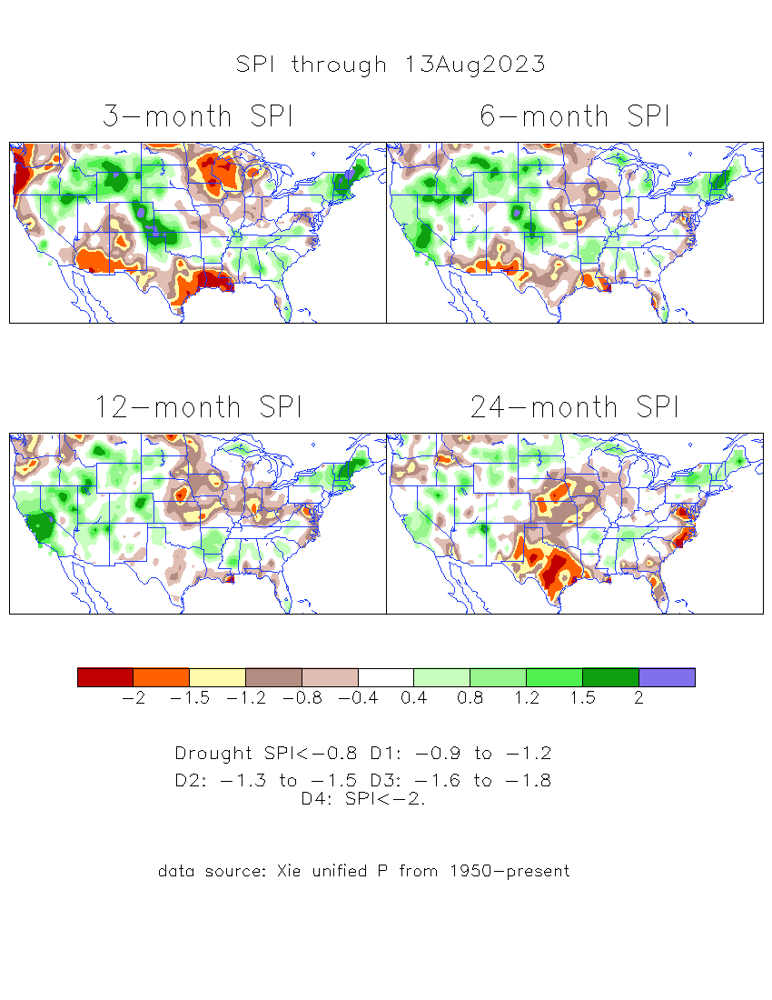 SPI through 13Aug2023
3-month SPI
6-month SPI
12-month SPI
24-month SPI
-2 -1.5 -1.2 -0.8 -0.4 0.4 0.8 1.2 1.5 2
Drought SPI<-0.8 D1: -0.9 to -1.2
D2: -1.3 to -1.5 D3: -1.6 to -1.8
D4: SPI<-2.
data source: Xie unified P from 1950-present